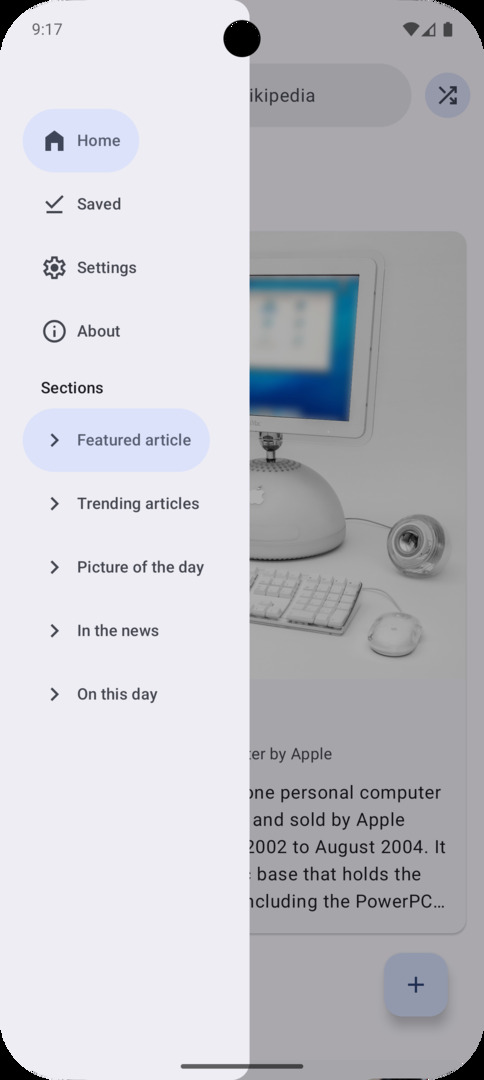 9:17
ikipedia
Home
Saved
Settings
About
Sections
Featured article
Trending articles
Picture of the day
In the news
On this day
ter by Apple
one personal computer
and sold by Apple
2002 to August 2004. It
base that holds the
ncluding the PowerPC…